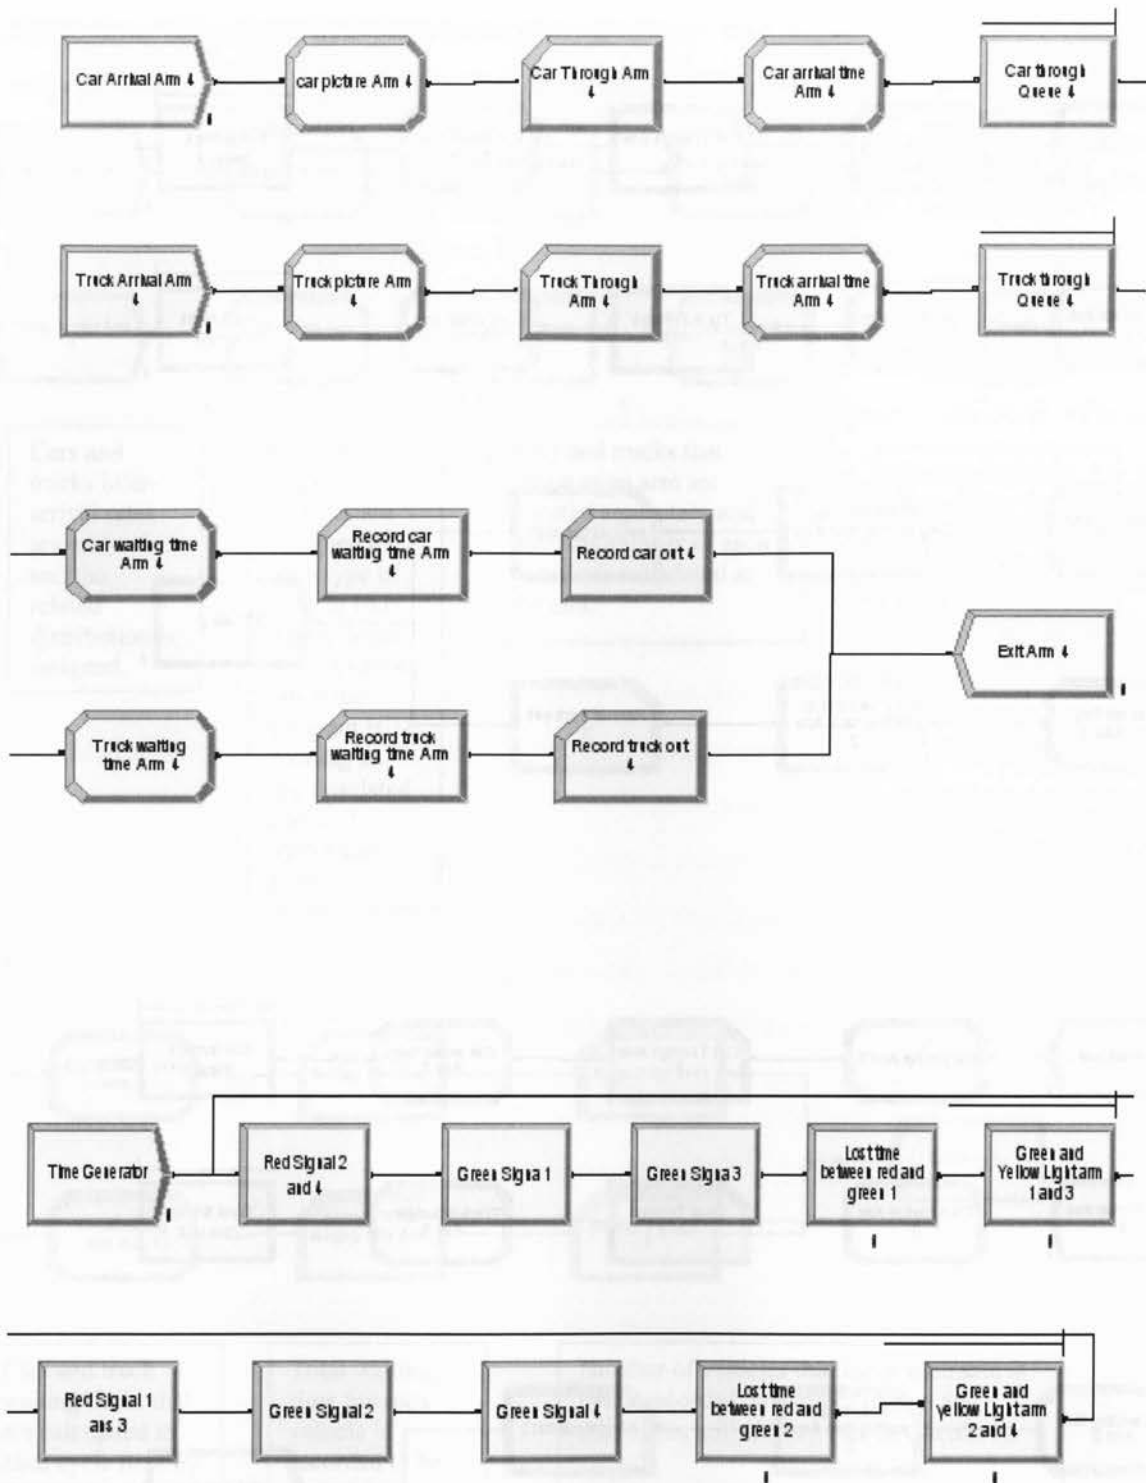 Car Arrival Arm 4
car picture Arm 4
Car Through Arm
4
Car arrival time
Arm 4
Car through
Queue 4
Truck Arrival Arm
4
Truck picture Arm
4
Truck Through
Arm 4
Truck arrival time
Arm 4
Truck through
Queue 4
Car waiting time
Arm 4
Record car
waiting time Arm
4
Record car out 4
Exit Arm 4
Truck waiting
time Arm 4
Record truck
waiting time Arm
4
Record truck out
4
Time Generator
Red Signal 2
and 4
Green Signa 1
Green Signa 3
Lost time
between red and
green 1
Green and
Yellow Light arm
1 and 3
Red Signal 1
ans 3
Green Signal 2
Green Signal 4
Lost time
between red and
green 2
Green and
yellow Light arm
2 and 4